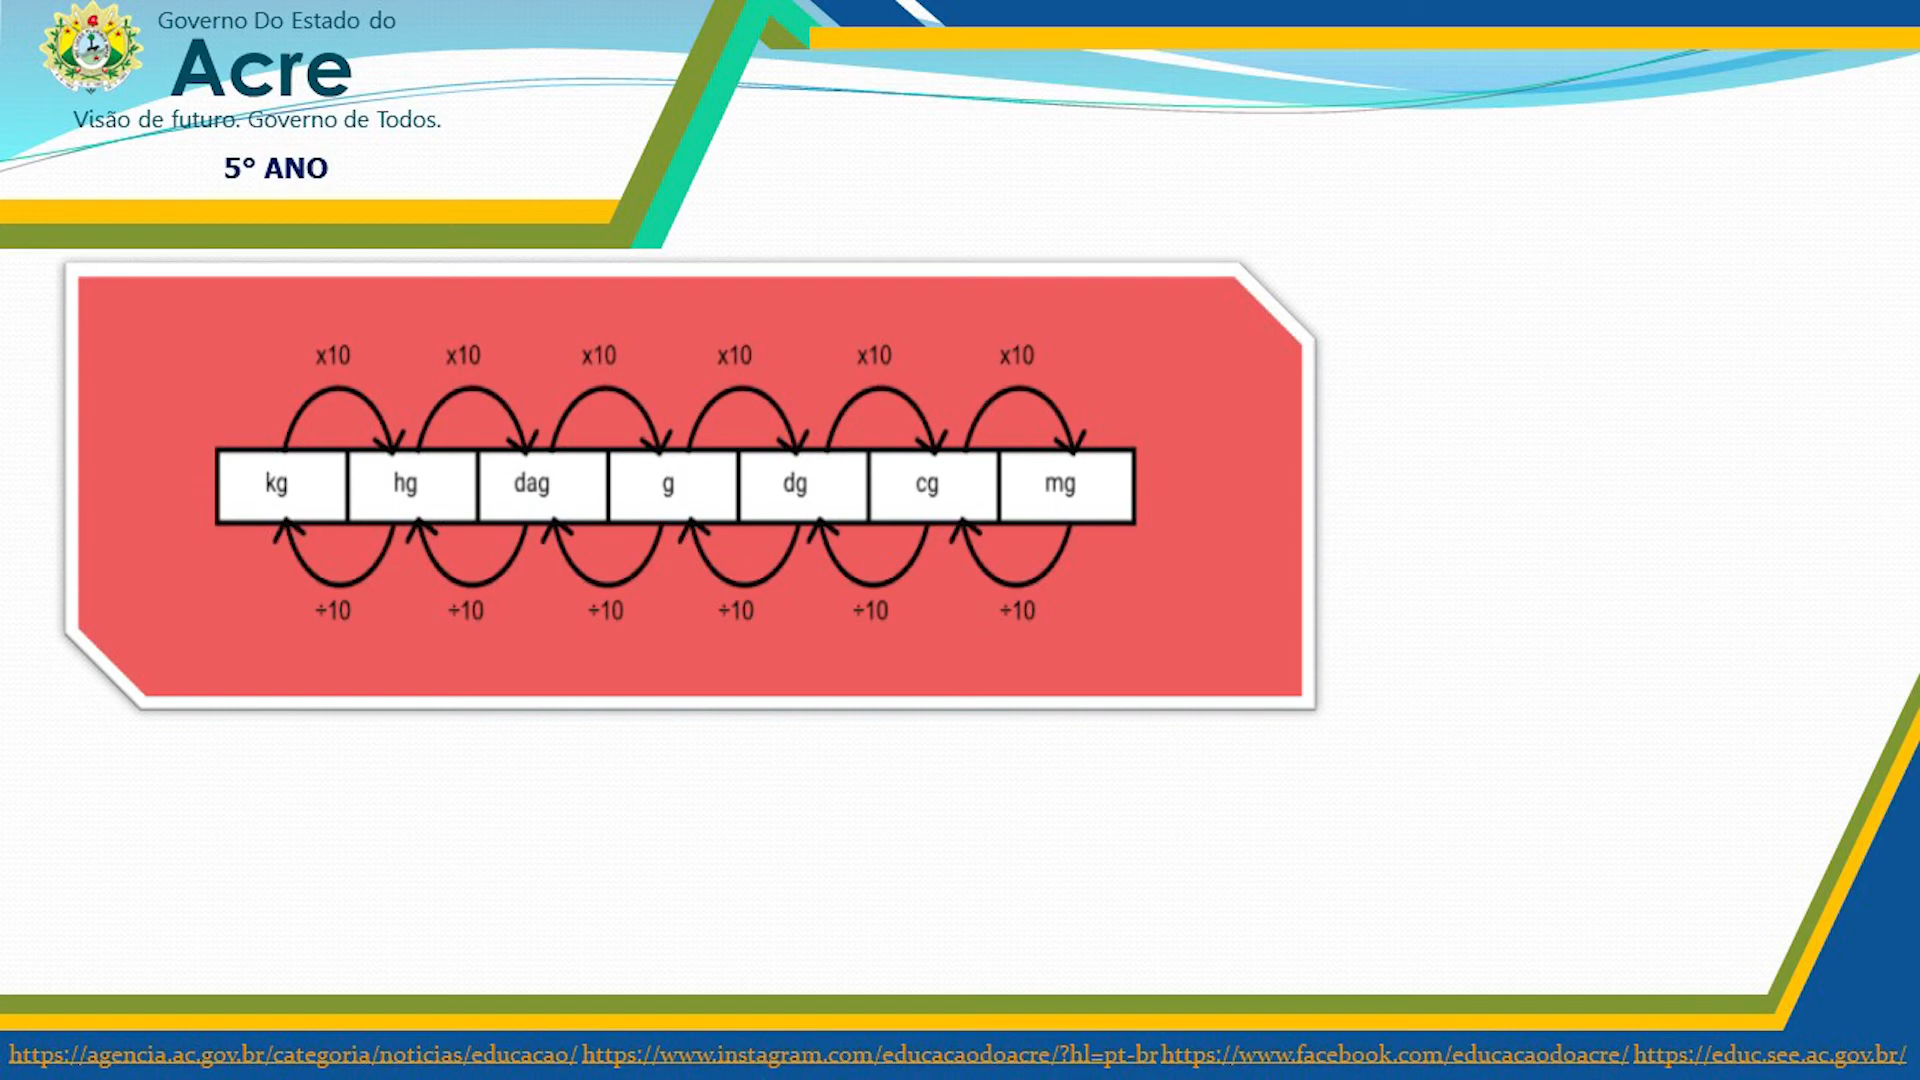 Governo Do Estado do
Acre
Visão de futuro. Governo de Todos.
5° ANO
x10 x10 x10 x10 x10 x10
kg hg dag g dg cg mg
÷10 ÷10 ÷10 ÷10 ÷10 ÷10
https://agencia.ac.gov.br/categoria/noticias/educacao/ https://www.instagram.com/educacaodoacre/?hl=pt-br https://www.facebook.com/educacaodoacre/ https://educ.see.ac.gov.br/